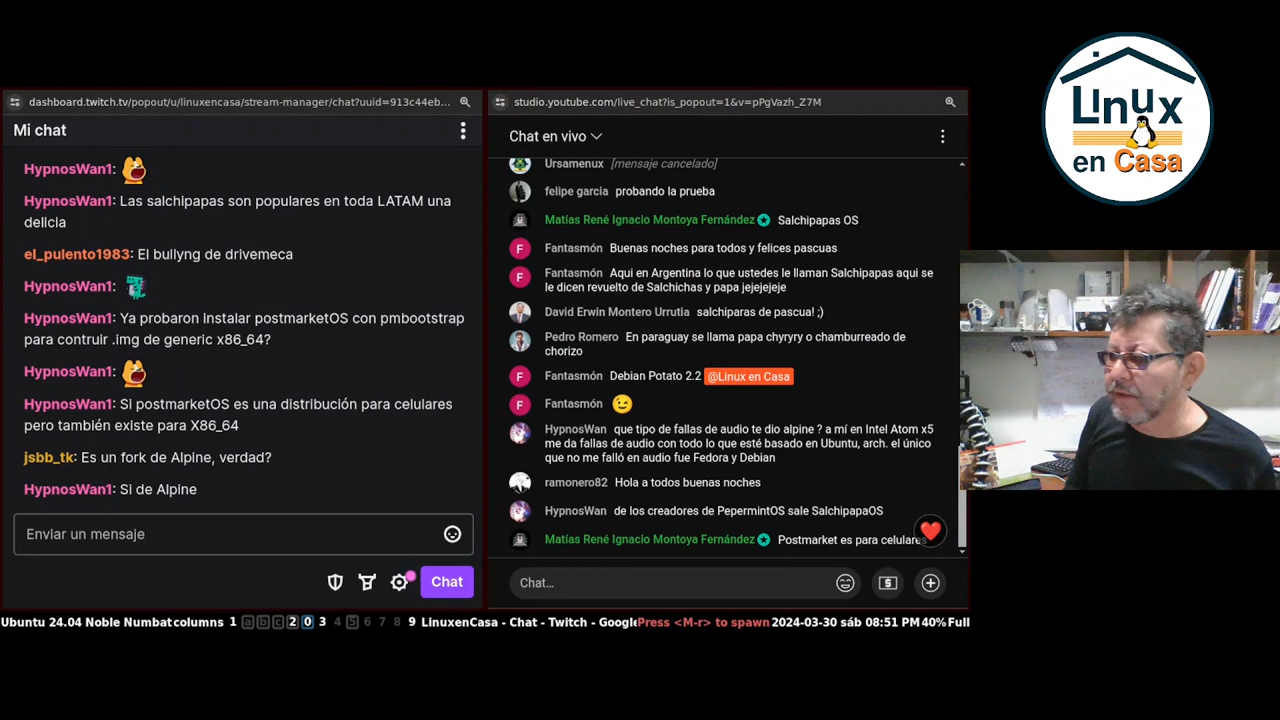 dashboard.twitch.tv/popout/u/linuxencasa/stream-manager/chat?uuid=913c44eb...
Mi chat
HypnosWan1:
HypnosWan1: Las salchipapas son populares en toda LATAM una
delicia
el_pulento1983: El bullyng de drivemeca
HypnosWan1:
HypnosWan1: Ya probaron instalar postmarketOS con pmbootstrap
para contruir .img de generic x86_64?
HypnosWan1:
HypnosWan1: SI postmarketOS es una distribución para celulares
pero también existe para X86_64
jsbb_tk: Es un fork de Alpine, verdad?
HypnosWan1: SI de Alpine
Enviar un mensaje
Chat
studio.youtube.com/live_chat?is_popout=1&v=pPgVazh_Z7M
Chat en vivo
Ursamenux [mensaje cancelado]
felipe garcia probando la prueba
Matías René Ignacio Montoya Fernández Salchipapas OS
F Fantasmón Buenas noches para todos y felices pascuas
F Fantasmón Aqui en Argentina lo que ustedes le llaman Salchipapas aqui se
le dicen revuelto de Salchichas y papa jejejejeje
David Erwin Montero Urrutia salchiparas de pascua! ;)
Pedro Romero En paraguay se llama papa chyryry o chamburreado de
chorizo
F Fantasmón Debian Potato 2.2 @Linux en Casa
F Fantasmón
HypnosWan que tipo de fallas de audio te dio alpine ? a mí en Intel Atom x5
me da fallas de audio con todo lo que esté basado en Ubuntu, arch. el único
que no me falló en audio fue Fedora y Debian
ramonero82 Hola a todos buenas noches
HypnosWan de los creadores de PepermintOS sale SalchipapaOS
Matías René Ignacio Montoya Fernández Postmarket es para celulares
Chat...
Linux
en Casa
Ubuntu 24.04 Noble Numbat columns 1 a b c 2 0 3 4 5 6 7 8 9 LinuxenCasa - Chat - Twitch - Google Press <M-r> to spawn 2024-03-30 sáb 08:51 PM 40% Full